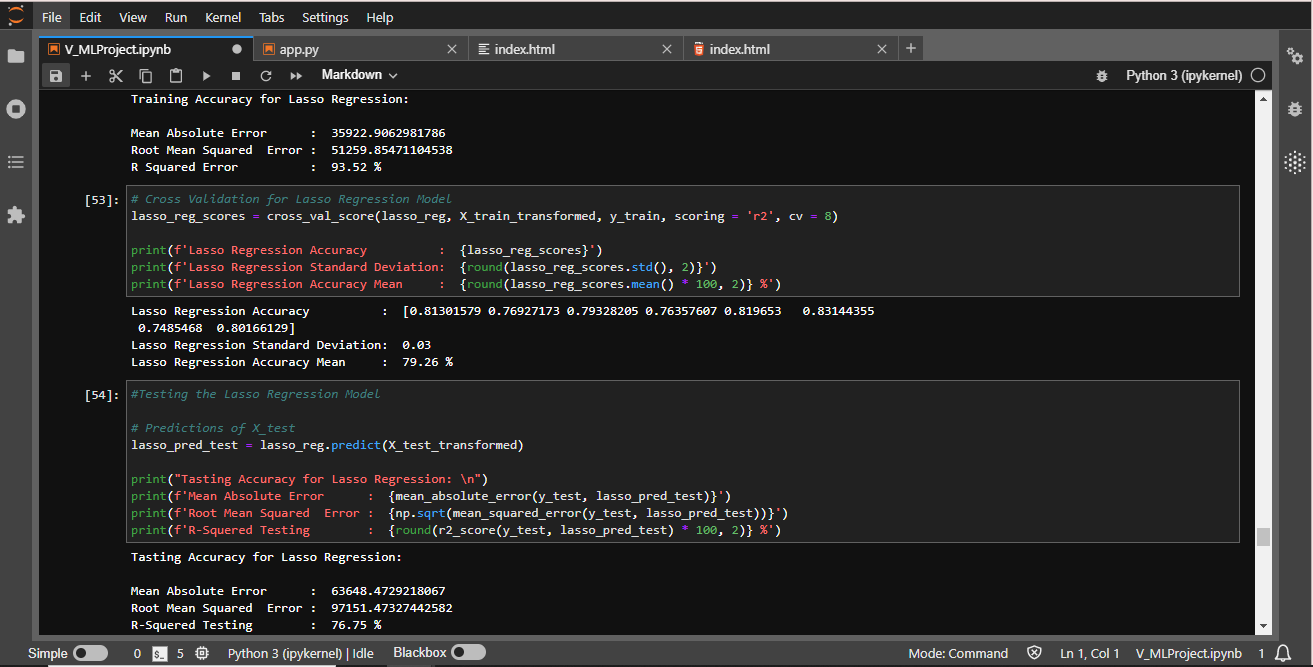 File Edit View Run Kernel Tabs Settings Help
V_MLProject.ipynb app.py index.html index.html
Markdown Python 3 (ipykernel)
Training Accuracy for Lasso Regression:
Mean Absolute Error : 35922.9062981786
Root Mean Squared Error : 51259.85471104538
R Squared Error : 93.52 %
[53]: # Cross Validation for Lasso Regression Model
lasso_reg_scores = cross_val_score(lasso_reg, X_train_transformed, y_train, scoring = 'r2', cv = 8)
print(f'Lasso Regression Accuracy : {lasso_reg_scores}')
print(f'Lasso Regression Standard Deviation: {round(lasso_reg_scores.std(), 2)}')
print(f'Lasso Regression Accuracy Mean : {round(lasso_reg_scores.mean() * 100, 2)} %')
Lasso Regression Accuracy : [0.81301579 0.76927173 0.79328205 0.76357607 0.819653 0.83144355
0.7485468 0.80166129]
Lasso Regression Standard Deviation: 0.03
Lasso Regression Accuracy Mean : 79.26 %
[54]: #Testing the Lasso Regression Model
# Predictions of X_test
lasso_pred_test = lasso_reg.predict(X_test_transformed)
print("Tasting Accuracy for Lasso Regression: \n")
print(f'Mean Absolute Error : {mean_absolute_error(y_test, lasso_pred_test)}')
print(f'Root Mean Squared Error : {np.sqrt(mean_squared_error(y_test, lasso_pred_test))}')
print(f'R-Squered Testing : {round(r2_score(y_test, lasso_pred_test) * 100, 2)} %')
Tasting Accuracy for Lasso Regression:
Mean Absolute Error : 63648.4729218067
Root Mean Squared Error : 97151.47327442582
R-Squered Testing : 76.75 %
Simple 0 $_ 5 Python 3 (ipykernel) | Idle Blackbox Mode: Command Ln 1, Col 1 V_MLProject.ipynb 1